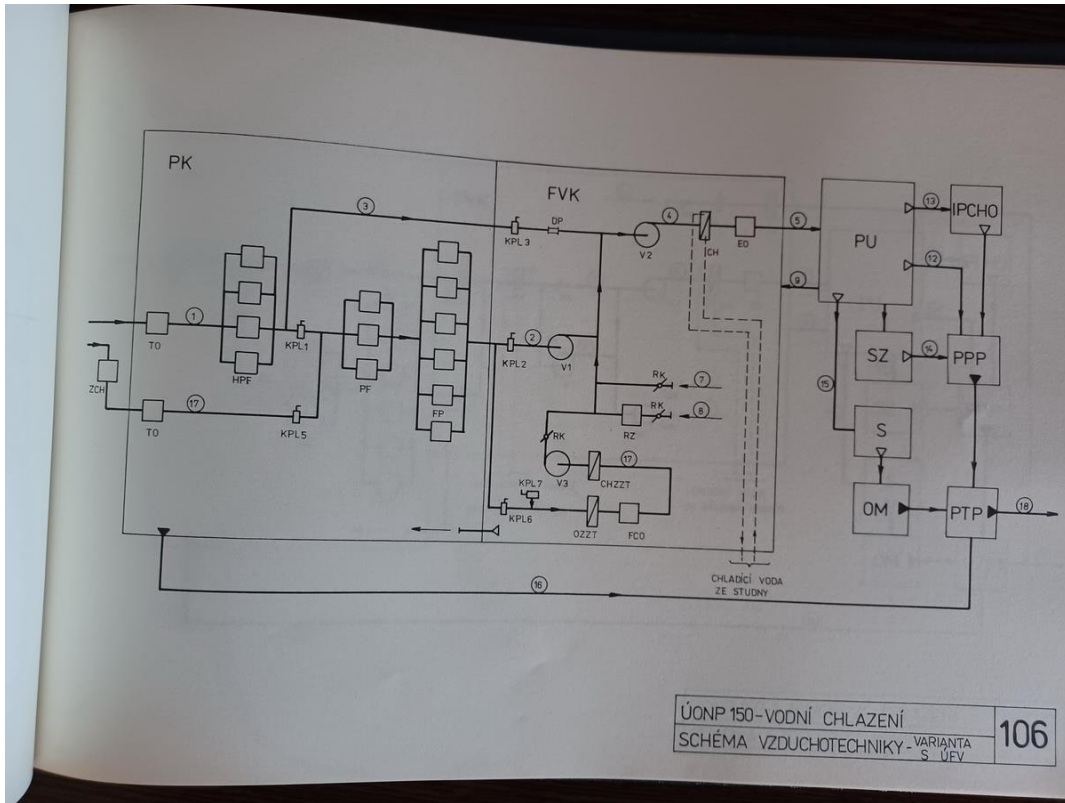 PK
FVK
3
4
5
13
IPCHO
KPL3
DP
V2
CH
EO
PU
12
9
1
TO
HPF
KPL1
PF
FP
KPL2
2
V1
SZ
14
PPP
ZCH
17
TO
KPL5
RK
7
RK
8
RZ
15
S
RK
V3
17
CHZZT
KPL7
KPL6
OZZT
FCO
OM
PTP
18
16
CHLADÍCÍ VODA
ZE STUDNY
ÚONP 150-VODNÍ CHLAZENÍ
SCHÉMA VZDUCHOTECHNIKY-VARIANTA
S ÚFV
106